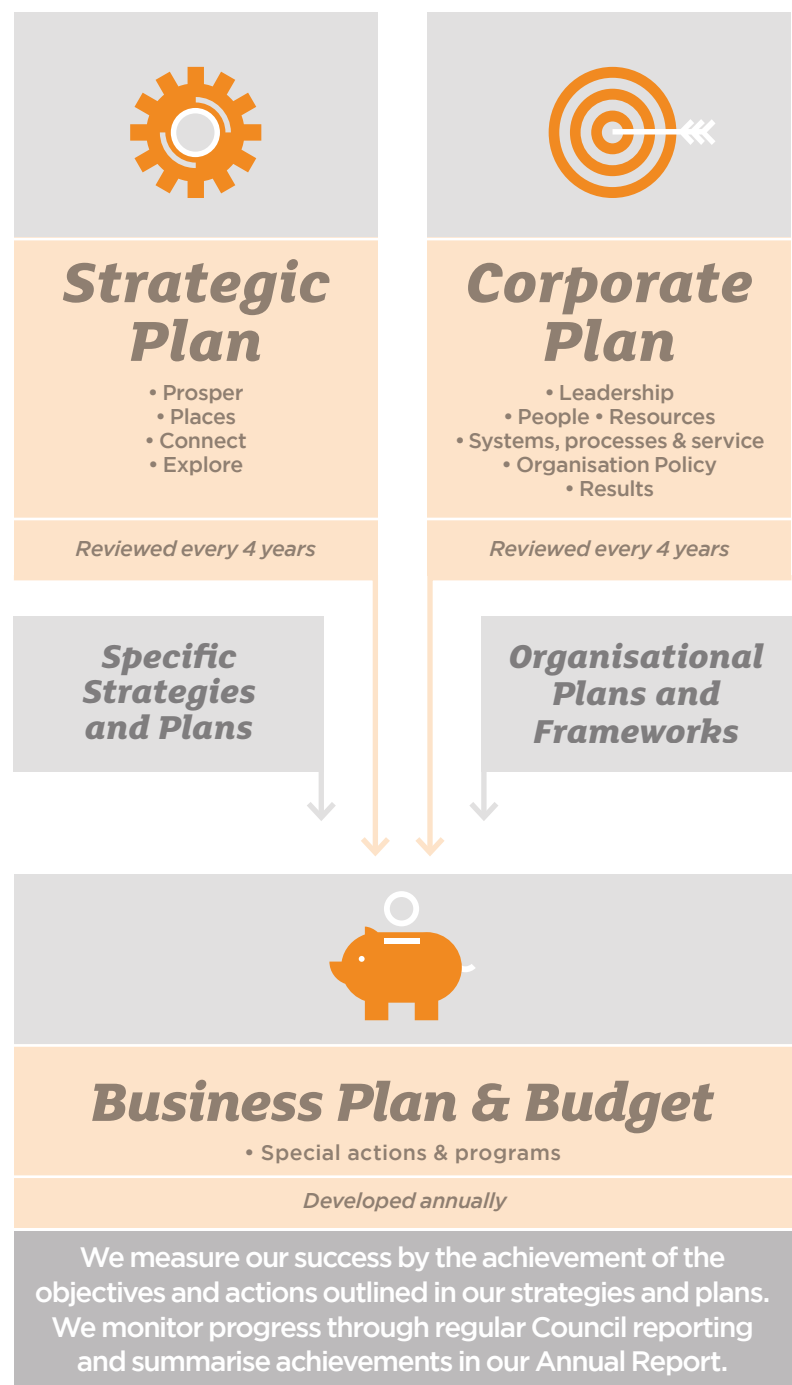 Strategic
Plan
• Prosper
• Places
• Connect
• Explore
Reviewed every 4 years
Corporate
Plan
• Leadership
• People • Resources
• Systems, processes & service
• Organisation Policy
• Results
Reviewed every 4 years
Specific
Strategies
and Plans
Organisational
Plans and
Frameworks
Business Plan & Budget
• Special actions & programs
Developed annually
We measure our success by the achievement of the
objectives and actions outlined in our strategies and plans.
We monitor progress through regular Council reporting
and summarise achievements in our Annual Report.